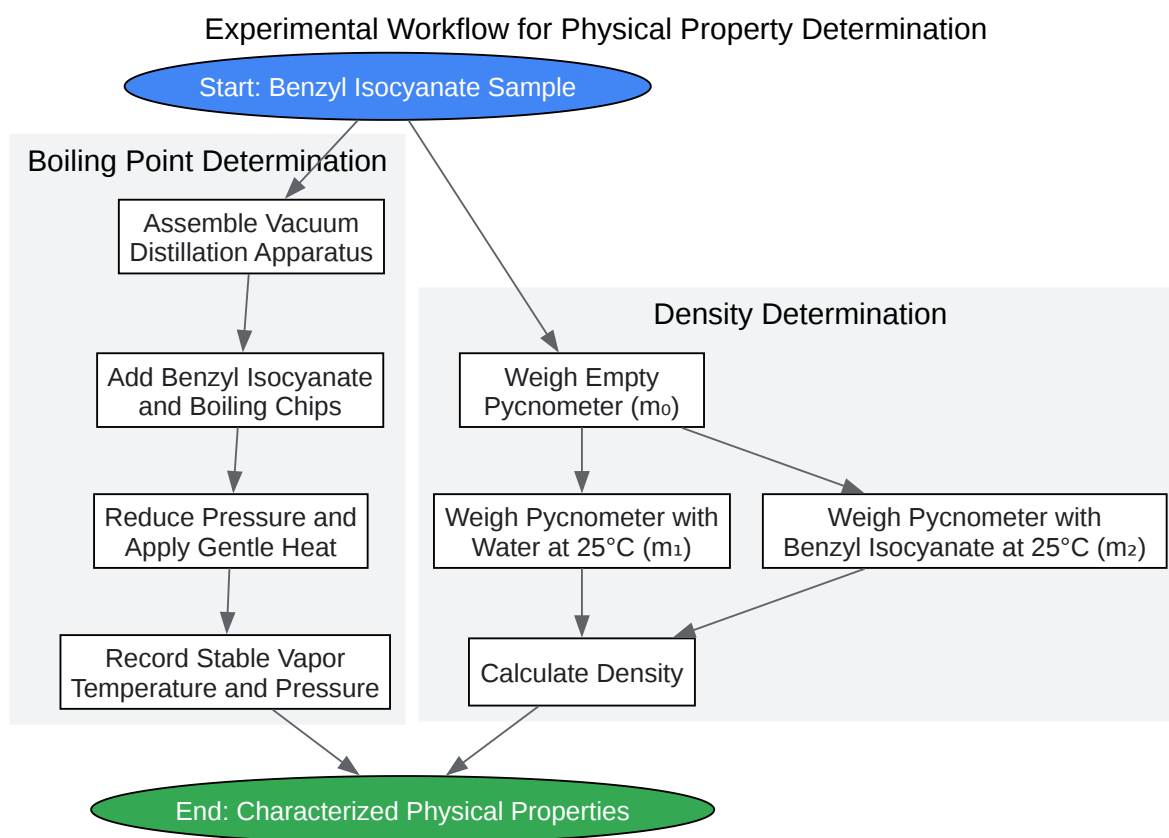 Experimental Workflow for Physical Property Determination
Start: Benzyl Isocyanate Sample
Boiling Point Determination
Assemble Vacuum
Distillation Apparatus
Add Benzyl Isocyanate
and Boiling Chips
Reduce Pressure and
Apply Gentle Heat
Record Stable Vapor
Temperature and Pressure
Density Determination
Weigh Empty
Pycnometer (m₀)
Weigh Pycnometer with
Water at 25°C (m₁)
Weigh Pycnometer with
Benzyl Isocyanate at 25°C (m₂)
Calculate Density
End: Characterized Physical Properties